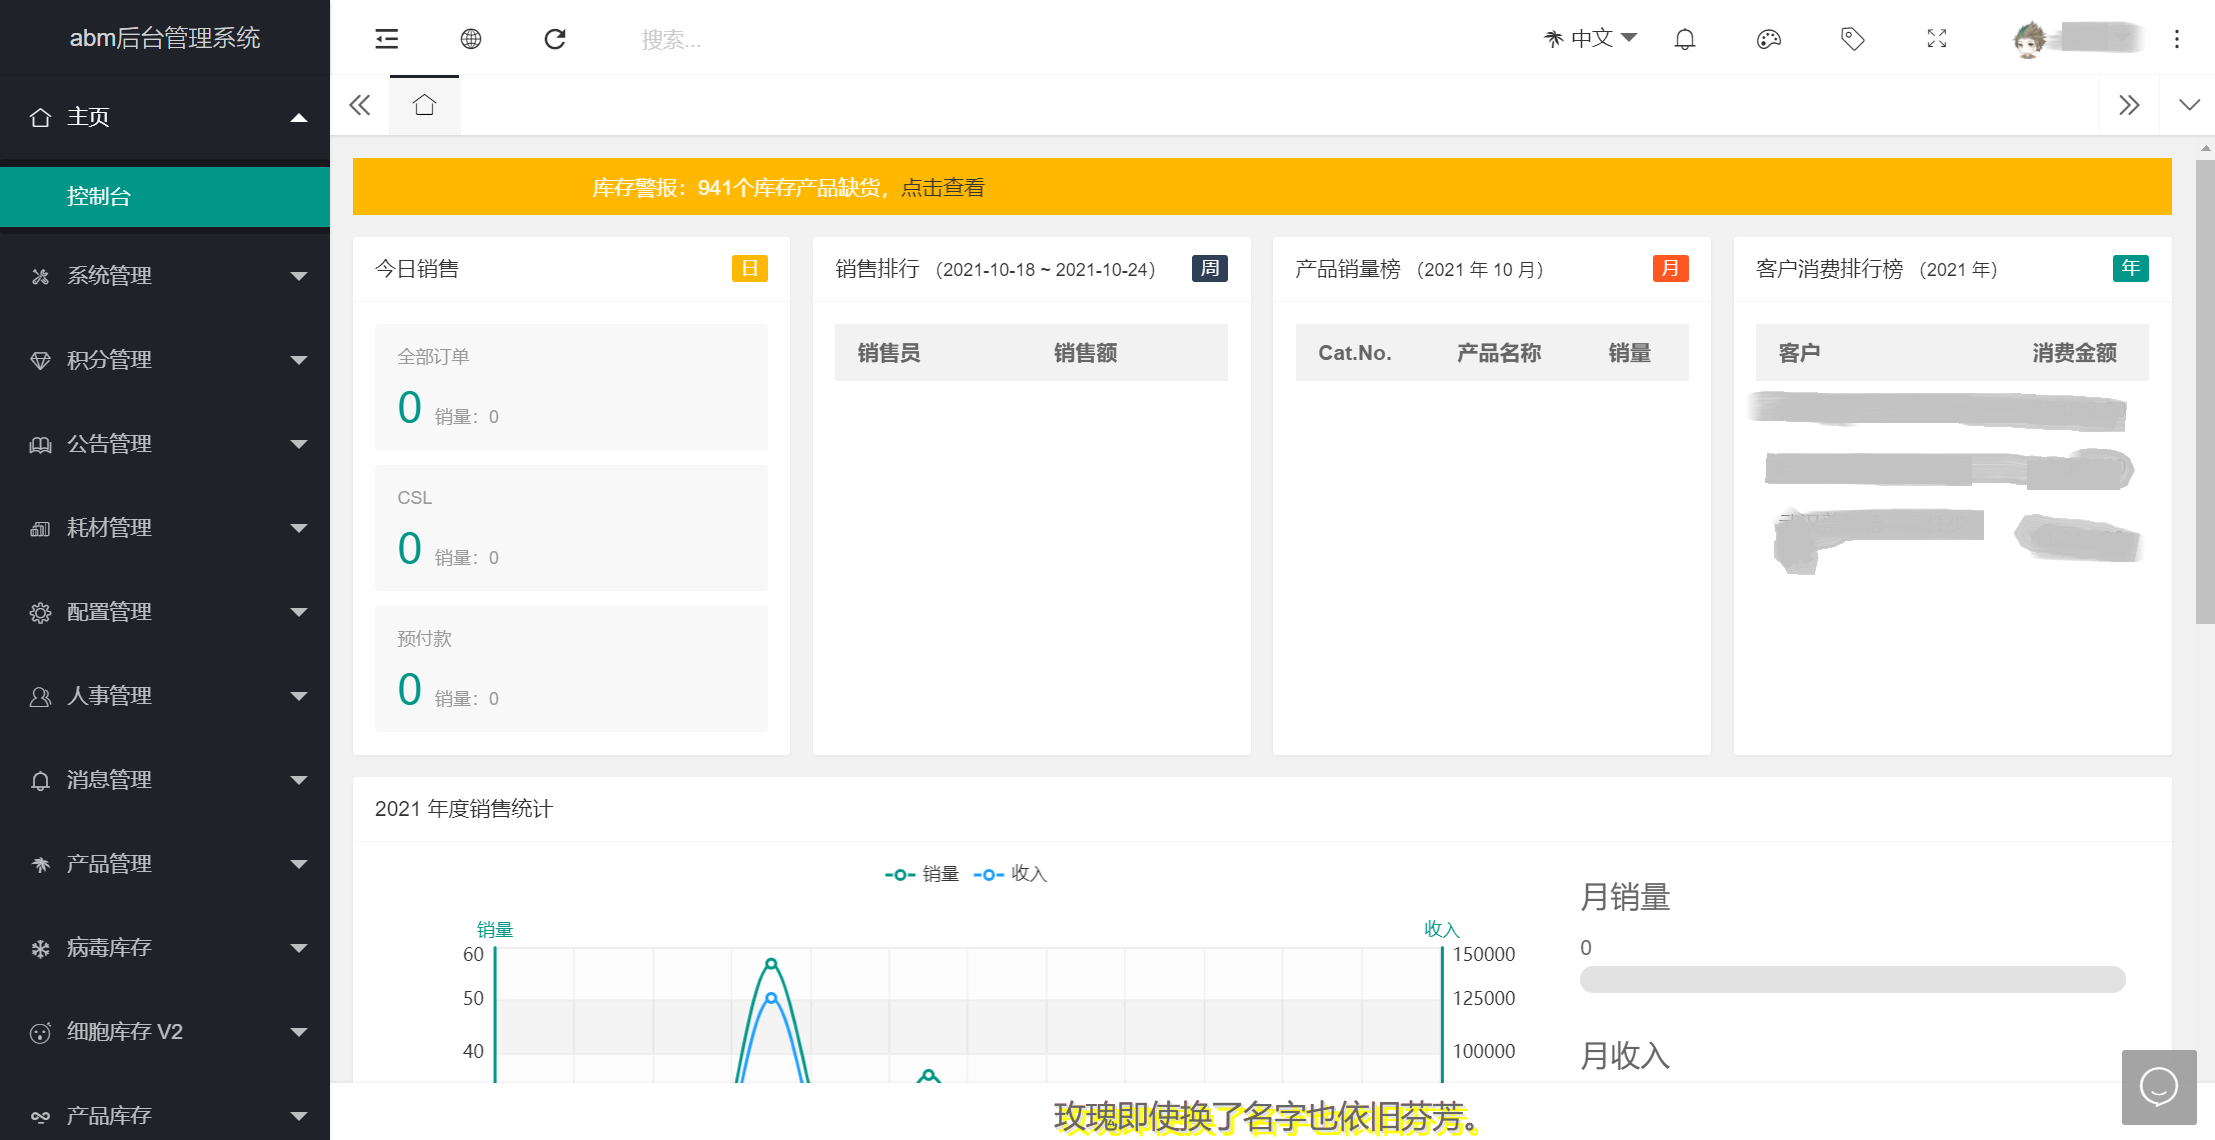 abm后台管理系统
搜索...
中文
主页
控制台
系统管理
积分管理
公告管理
耗材管理
配置管理
人事管理
消息管理
产品管理
病毒库存
细胞库存 V2
产品库存
库存警报：941个库存产品缺货，点击查看
今日销售 日
全部订单
0 销量：0
CSL
0 销量：0
预付款
0 销量：0
销售排行 （2021-10-18 ~ 2021-10-24） 周
销售员 销售额
产品销量榜 （2021 年 10 月） 月
Cat.No. 产品名称 销量
客户消费排行榜 （2021 年） 年
客户 消费金额
2021 年度销售统计
销量 收入
销量 收入
60 150000
50 125000
40 100000
月销量
0
月收入
玫瑰即使换了名字也依旧芬芳。